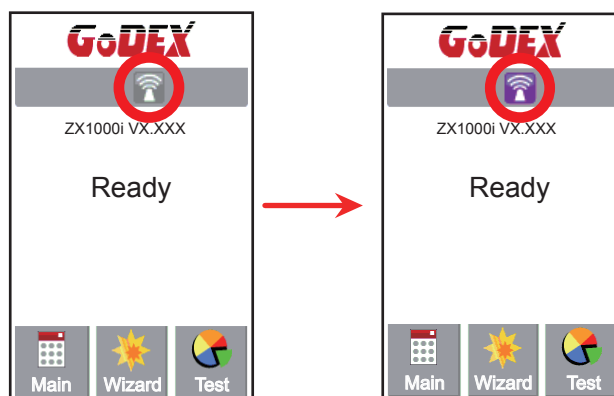 GoDEX
ZX1000i VX.XXX
Ready
Main Wizard Test
GoDEX
ZX1000i VX.XXX
Ready
Main Wizard Test